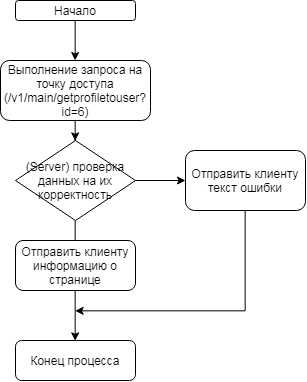 Начало
Выполнение запроса на
точку доступа
(/v1/main/getprofiletouser?
id=6)
(Server) проверка
данных на их
корректность
Отправить клиенту
текст ошибки
Отправить клиенту
информацию о
странице
Конец процесса